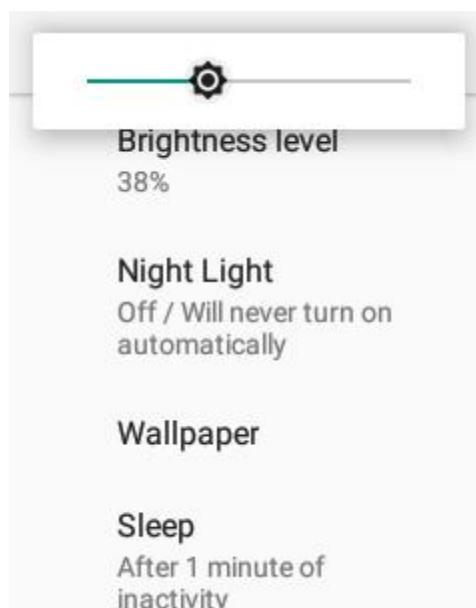 Brightness level
38%
Night Light
Off / Will never turn on
automatically
Wallpaper
Sleep
After 1 minute of
inactivity